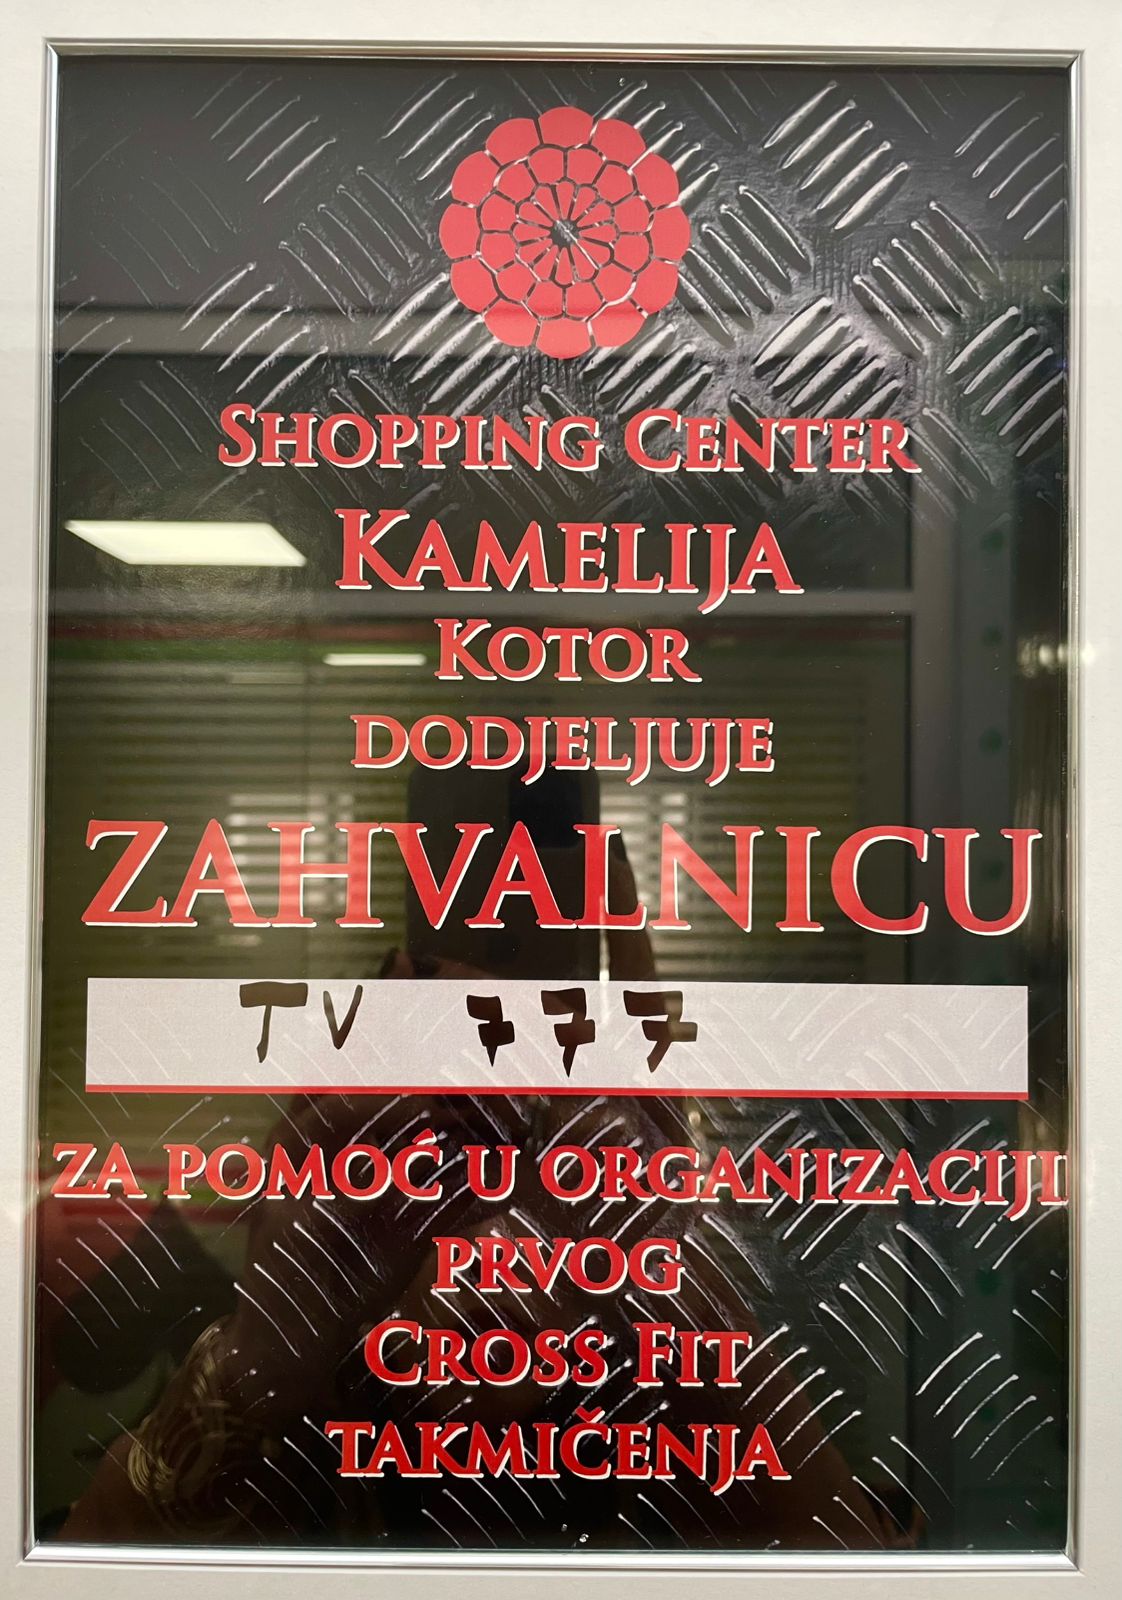 Shopping Center
Kamelija
Kotor
dodjeljuje
ZAHVALNICU
TV 777
za pomoć u organizaciji
prvog
Cross Fit
takmičenja